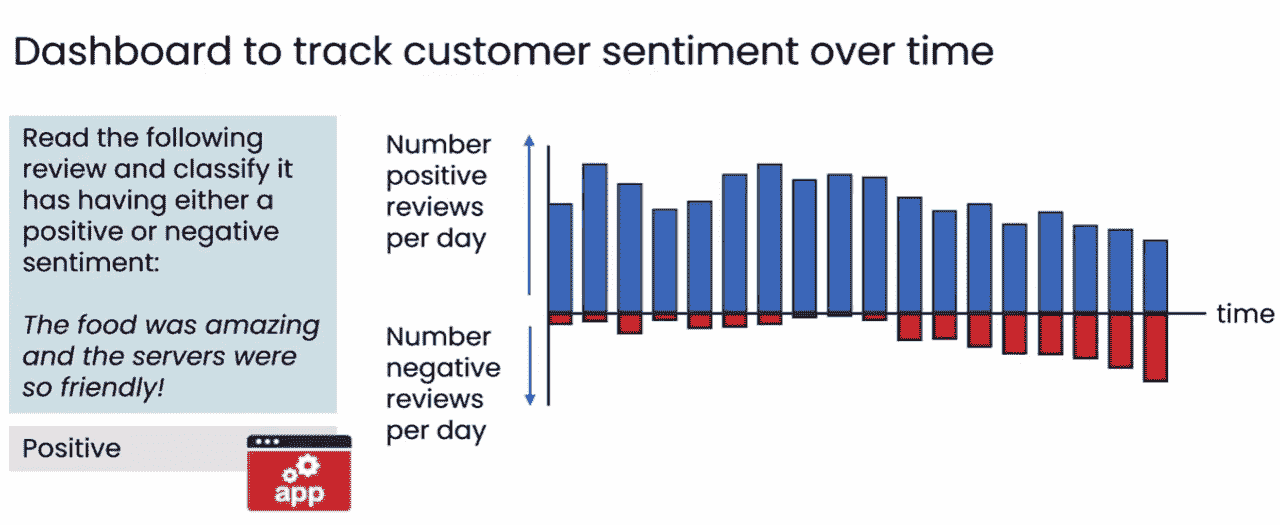 Dashboard to track customer sentiment over time
Read the following
review and classify it
has having either a
positive or negative
sentiment:
The food was amazing
and the servers were
so friendly!
Positive
app
Number
positive
reviews
per day
Number
negative
reviews
per day
time